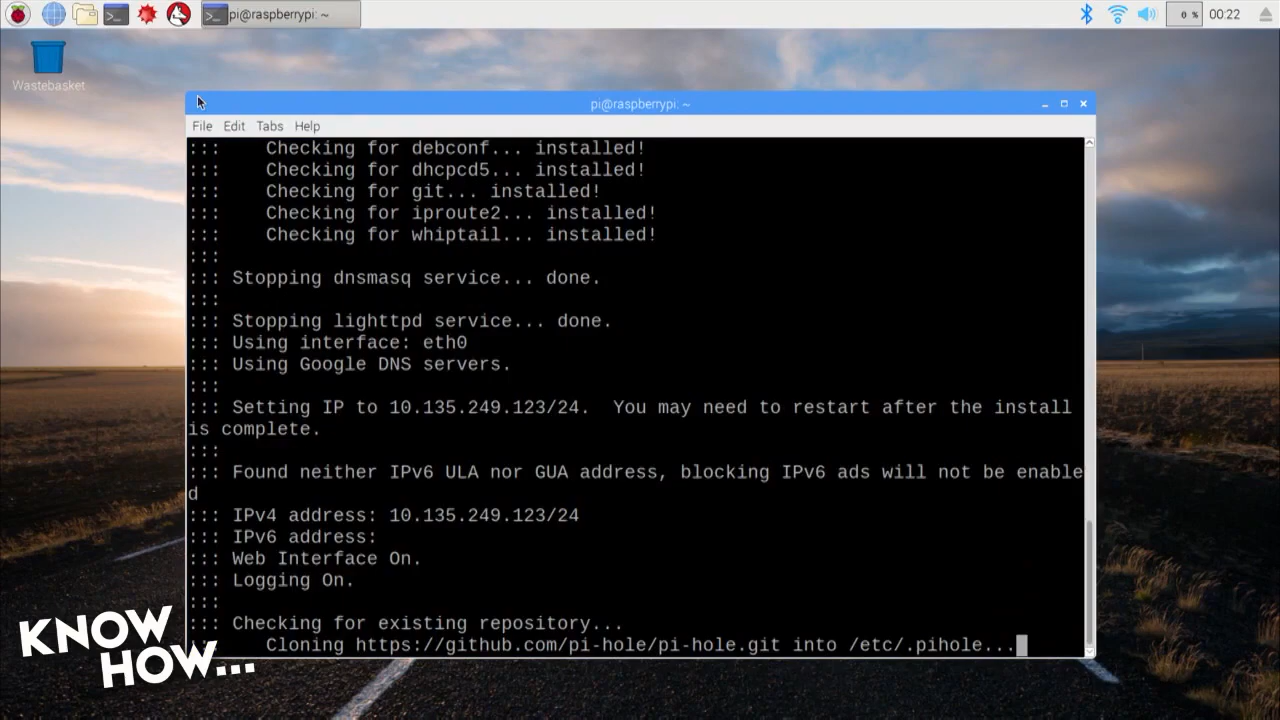 pi@raspberrypi: ~
0 %
00:22
Wastebasket
pi@raspberrypi: ~
File Edit Tabs Help
:::    Checking for debconf... installed!
:::    Checking for dhcpcd5... installed!
:::    Checking for git... installed!
:::    Checking for iproute2... installed!
:::    Checking for whiptail... installed!
:::
::: Stopping dnsmasq service... done.
:::
::: Stopping lighttpd service... done.
::: Using interface: eth0
::: Using Google DNS servers.
:::
::: Setting IP to 10.135.249.123/24.  You may need to restart after the install
is complete.
:::
::: Found neither IPv6 ULA nor GUA address, blocking IPv6 ads will not be enable
d
::: IPv4 address: 10.135.249.123/24
::: IPv6 address:
::: Web Interface On.
::: Logging On.
:::
::: Checking for existing repository...
:::    Cloning https://github.com/pi-hole/pi-hole.git into /etc/.pihole...
KNOW
HOW...